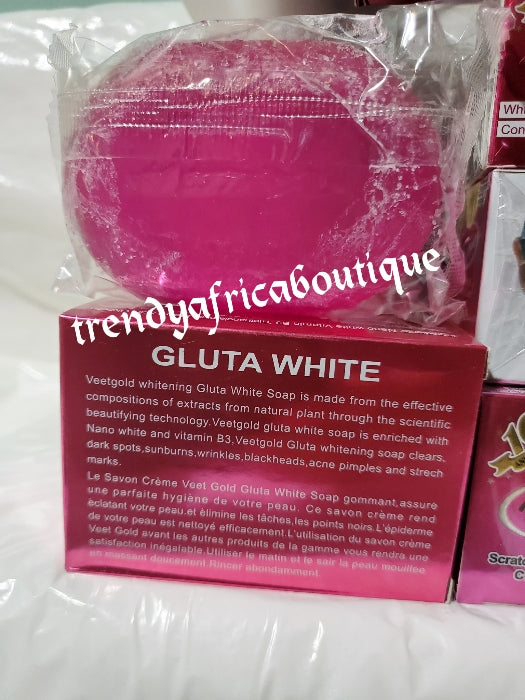 Whi
Con
trendyafricaboutique
GLUTA WHITE
Veetgold whitening Gluta White Soap is made from the effective
compositions of extracts from natural plant through the scientific
beautifying technology.Veetgold gluta white soap is enriched with
Nano white and vitamin B3.Veetgold Gluta whitening soap clears,
dark spots,sunburns,wrinkles,blackheads,acne pimples and strech
marks.
Le Savon Crème Veet Gold Gluta White Soap gommant,assure
une parfaite hygiène de votre peau. Ce savon crème rend
éclatant votre peau.et élimine les tâches,les points noirs.L'épiderme
de votre peau est nettoyé efficacement.L'utilisation du savon crème
Veet Gold avant les autres produits de la gamme vous rendra une
satisfaction inégalable.Utiliser le matin et le sair la peau mouillée
en massant doucement.Rincer abondamment.
Scrat
C